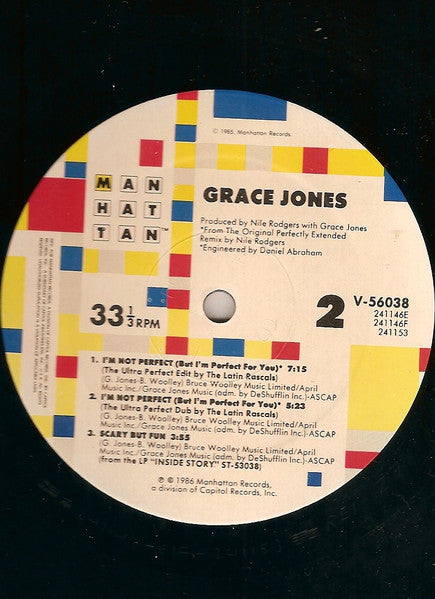 © 1985, Manhattan Records.
MAN
HAT
TAN™
GRACE JONES
Produced by Nile Rodgers with Grace Jones
*From The Original Perfectly Extended
Remix by Nile Rodgers
*Engineered by Daniel Abraham
33 1/3 RPM
2
V-56038
241146E
241146F
241153
1. I'M NOT PERFECT (But I'm Perfect For You)* 7:15
(The Ultra Perfect Edit by The Latin Rascals)
(G. Jones-B. Woolley) Bruce Woolley Music Limited/April
Music Inc./Grace Jones Music (adm. by DeShufflin Inc.)-ASCAP
2. I'M NOT PERFECT (But I'm Perfect For You)* 5:23
(The Ultra Perfect Dub by The Latin Rascals)
(G. Jones-B. Woolley) Bruce Woolley Music Limited/April
Music Inc./Grace Jones Music (adm. by DeShufflin Inc.)-ASCAP
3. SCARY BUT FUN 3:55
(G. Jones-B. Woolley) Bruce Woolley Music Limited/April
Music Inc./Grace Jones Music (adm. by DeShufflin Inc.)-ASCAP
(from the LP "INSIDE STORY" ST-53038)
℗ © 1986 Manhattan Records,
a division of Capitol Records, Inc.